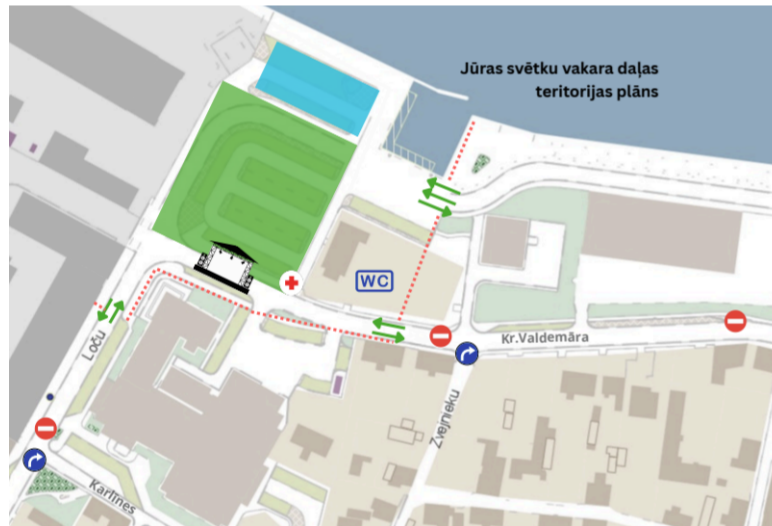 Jūras svētku vakara daļas
teritorijas plāns
WC
Kr.Valdemāra
Loču
Zvejnieku
Karlīnes